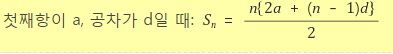 첫째항이 a, 공차가 d일 때: Sₙ = n{2a + (n - 1)d} / 2